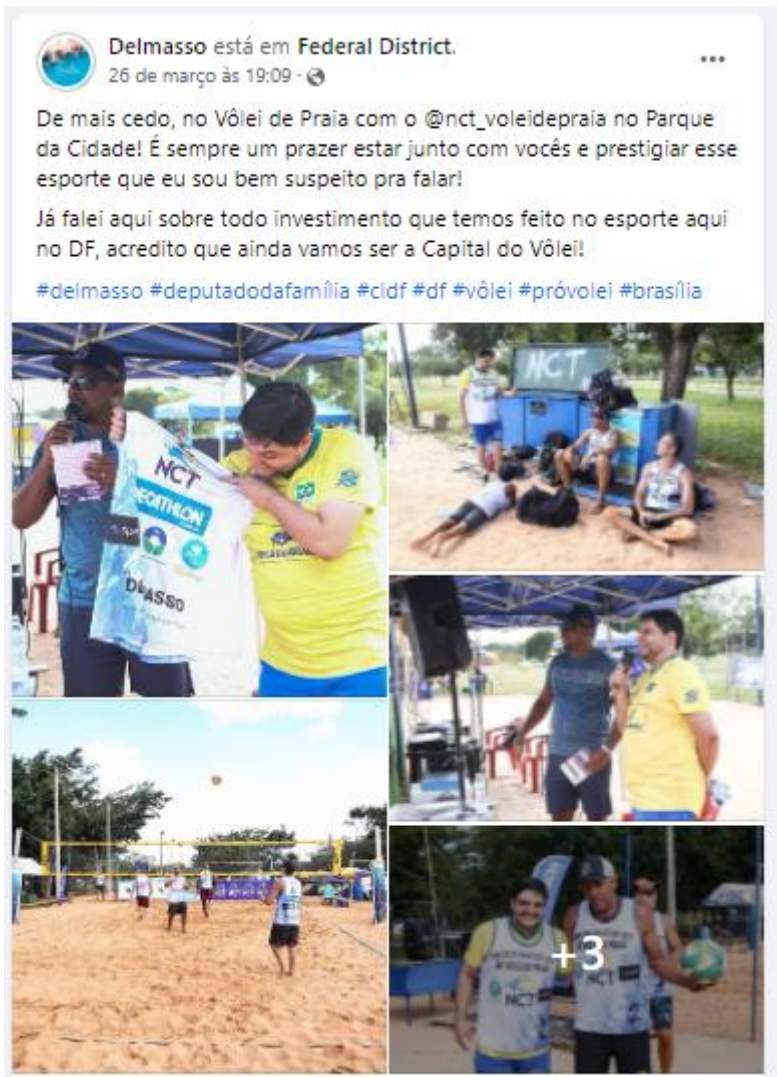 Delmasso está em Federal District.
26 de março às 19:09
De mais cedo, no Vôlei de Praia com o @nct_voleidepraia no Parque
da Cidade! É sempre um prazer estar junto com vocês e prestigiar esse
esporte que eu sou bem suspeito pra falar!
Já falei aqui sobre todo investimento que temos feito no esporte aqui
no DF, acredito que ainda vamos ser a Capital do Vôlei!
#delmasso #deputadodafamília #cldf #df #vôlei #próvolei #brasília
NCT
DECATHLON
DELMASSO
NCT
+3
NCT
NCT